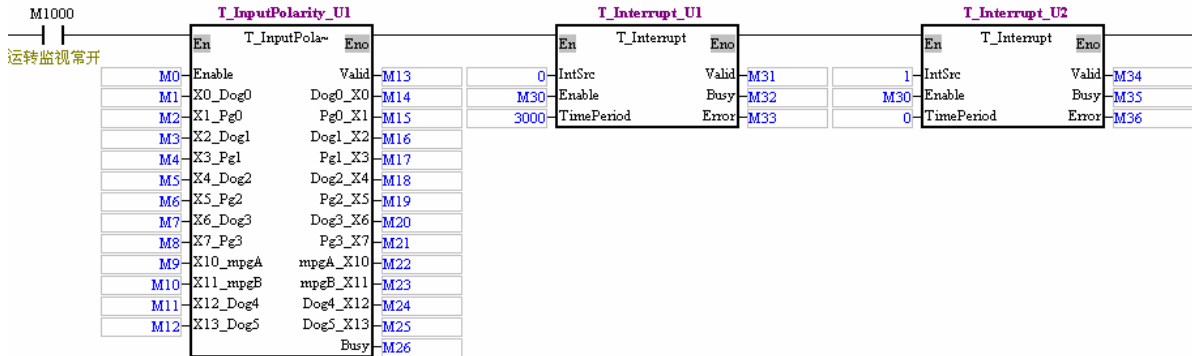 M1000
运转监视常开
T_InputPolarity_U1
T_InputPola~
En
Eno
M0 Enable Valid M13
M1 X0_Dog0 Dog0_X0 M14
M2 X1_Pg0 Pg0_X1 M15
M3 X2_Dog1 Dog1_X2 M16
M4 X3_Pg1 Pg1_X3 M17
M5 X4_Dog2 Dog2_X4 M18
M6 X5_Pg2 Pg2_X5 M19
M7 X6_Dog3 Dog3_X6 M20
M8 X7_Pg3 Pg3_X7 M21
M9 X10_mpgA mpgA_X10 M22
M10 X11_mpgB mpgB_X11 M23
M11 X12_Dog4 Dog4_X12 M24
M12 X13_Dog5 Dog5_X13 M25
Busy M26
T_Interrupt_U1
T_Interrupt
En
Eno
0 IntSrc Valid M31
M30 Enable Busy M32
3000 TimePeriod Error M33
T_Interrupt_U2
T_Interrupt
En
Eno
1 IntSrc Valid M34
M30 Enable Busy M35
0 TimePeriod Error M36